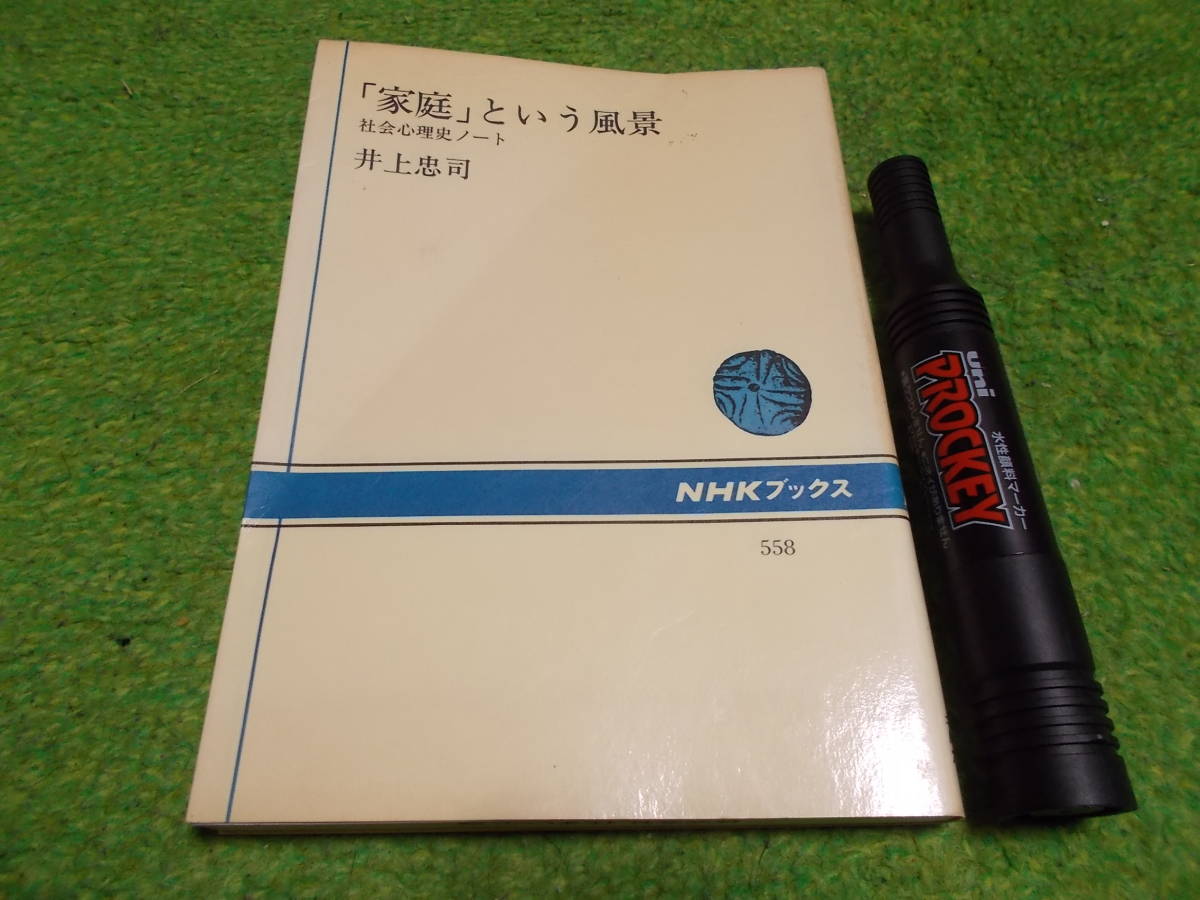 「家庭」という風景
社会心理史ノート
井上忠司
NHKブックス
558
uni
PROCKEY
水性顔料マーカー